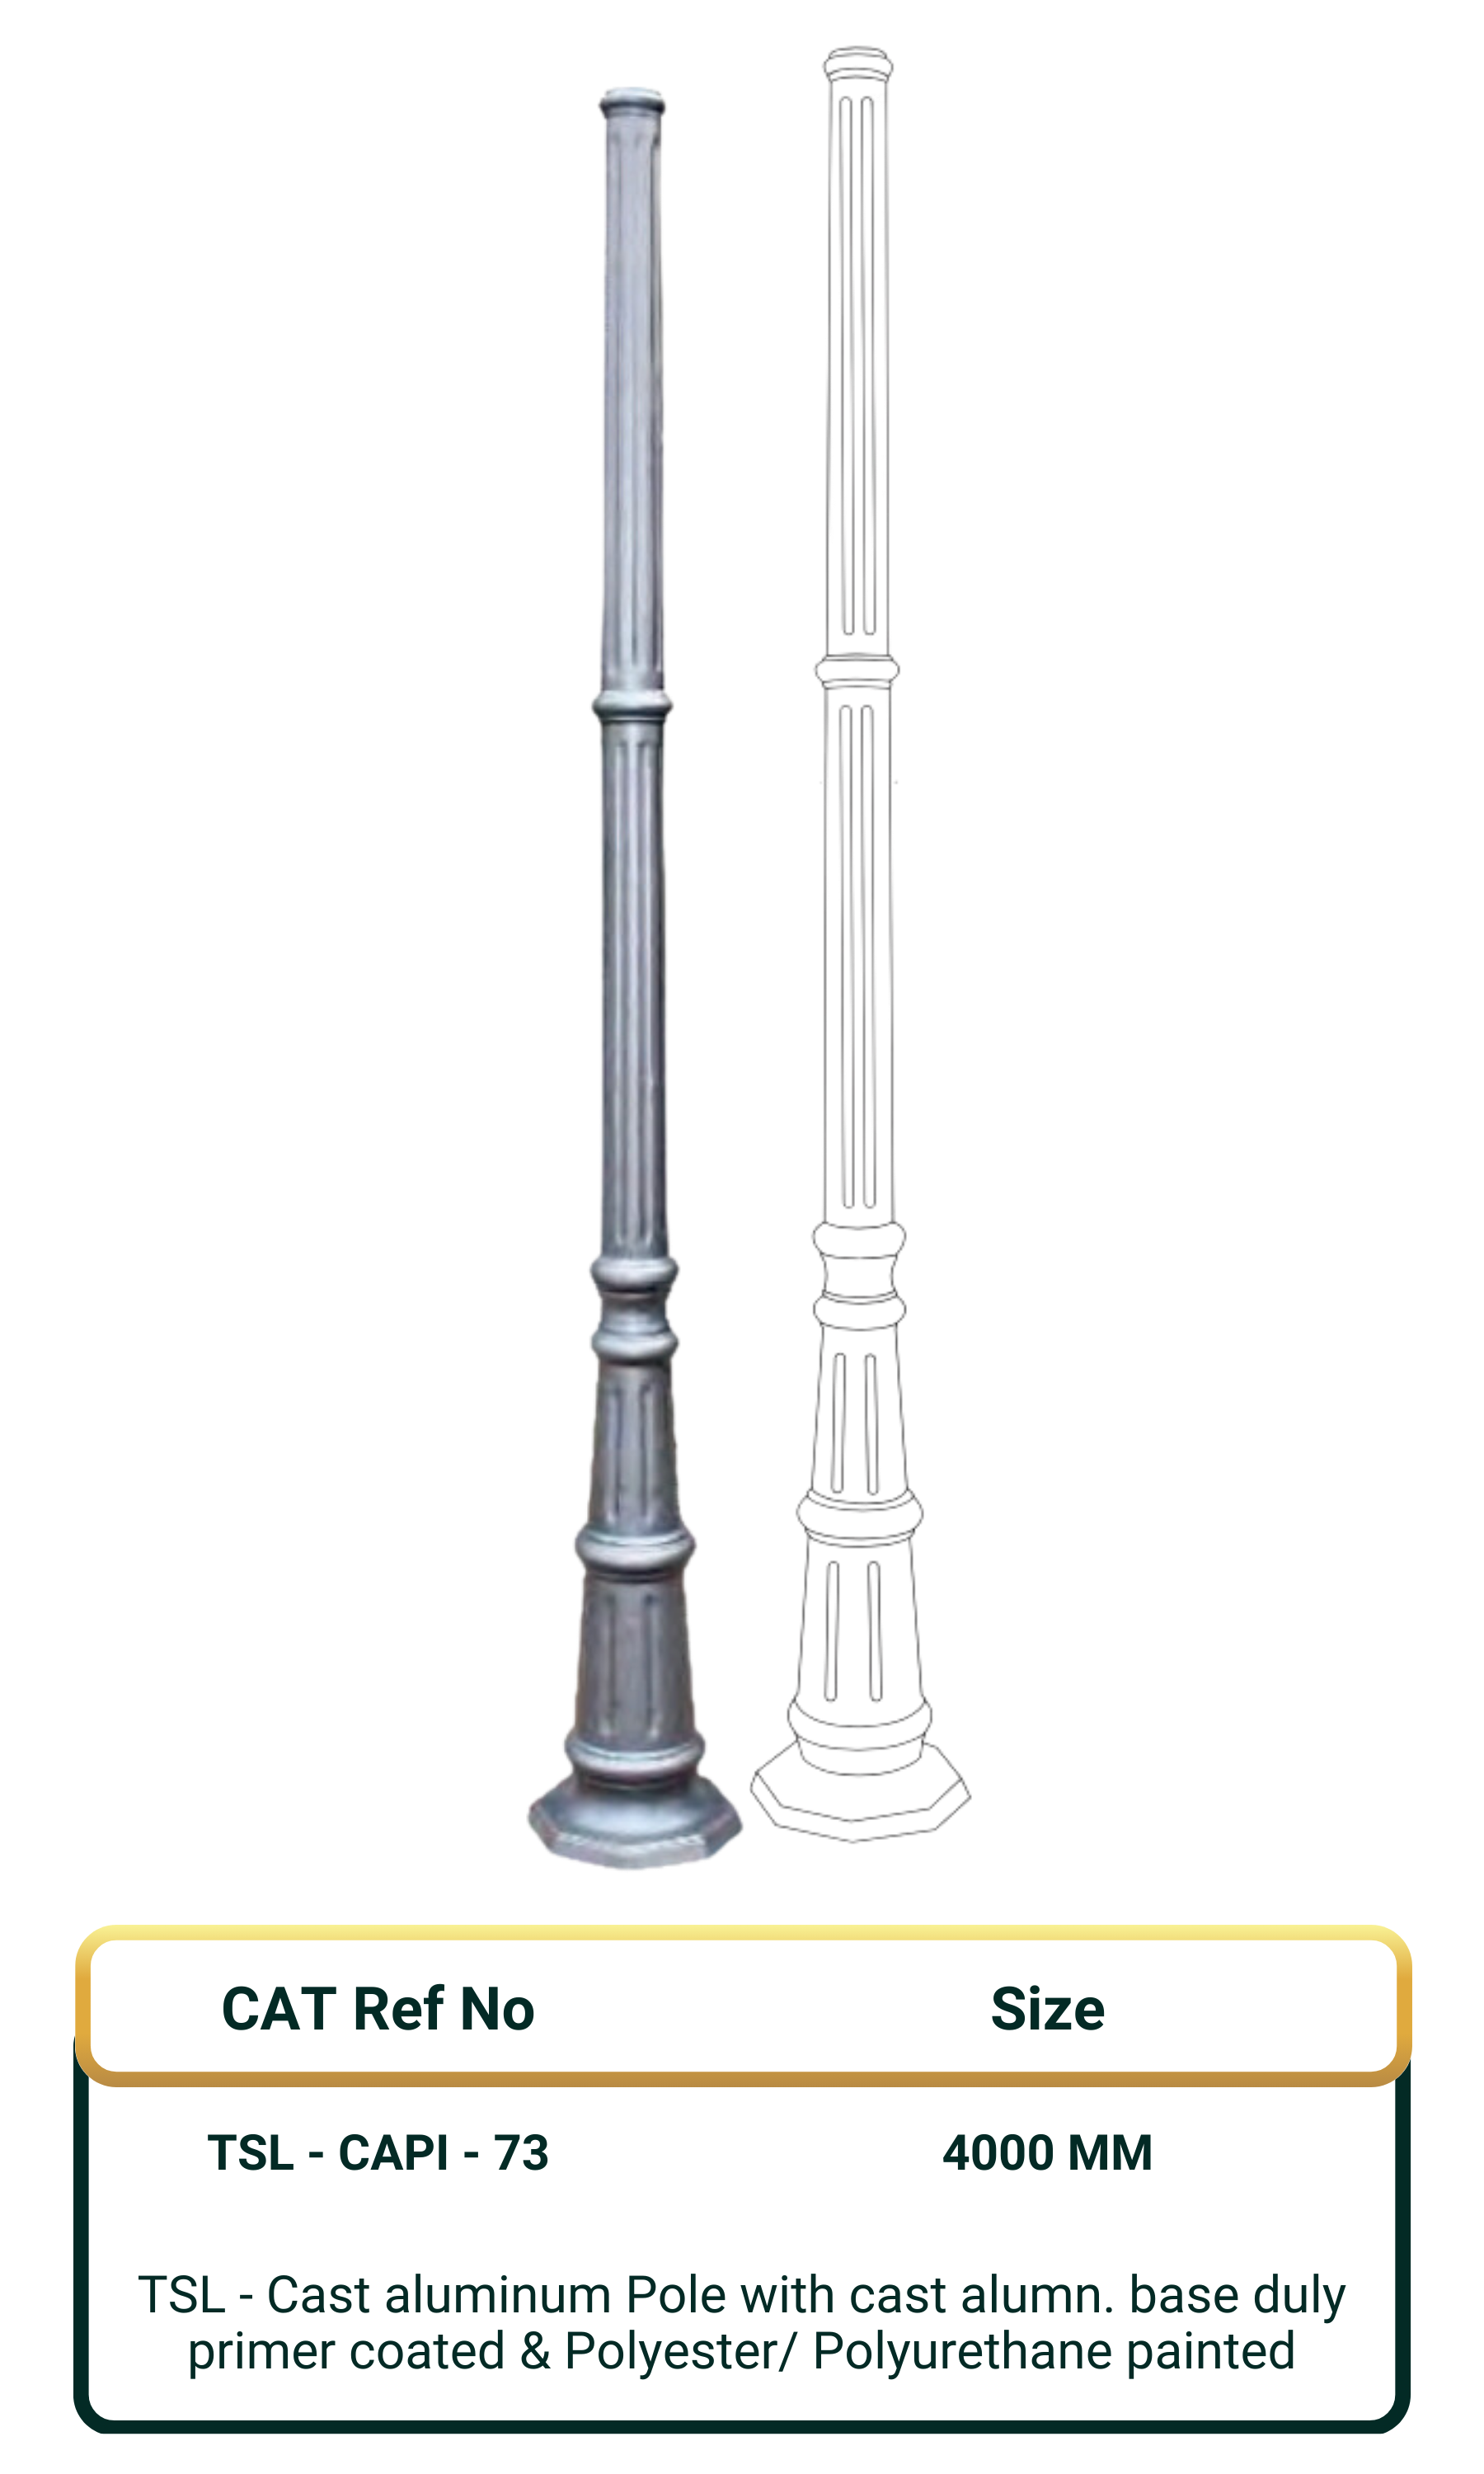 CAT Ref No Size
TSL - CAPI - 73 4000 MM
TSL - Cast aluminum Pole with cast alumn. base duly
primer coated & Polyester/ Polyurethane painted